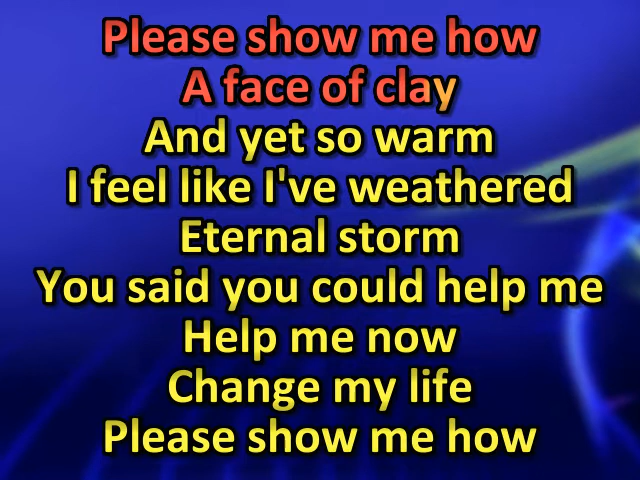 Please show me how
A face of clay
And yet so warm
I feel like I've weathered
Eternal storm
You said you could help me
Help me now
Change my life
Please show me how